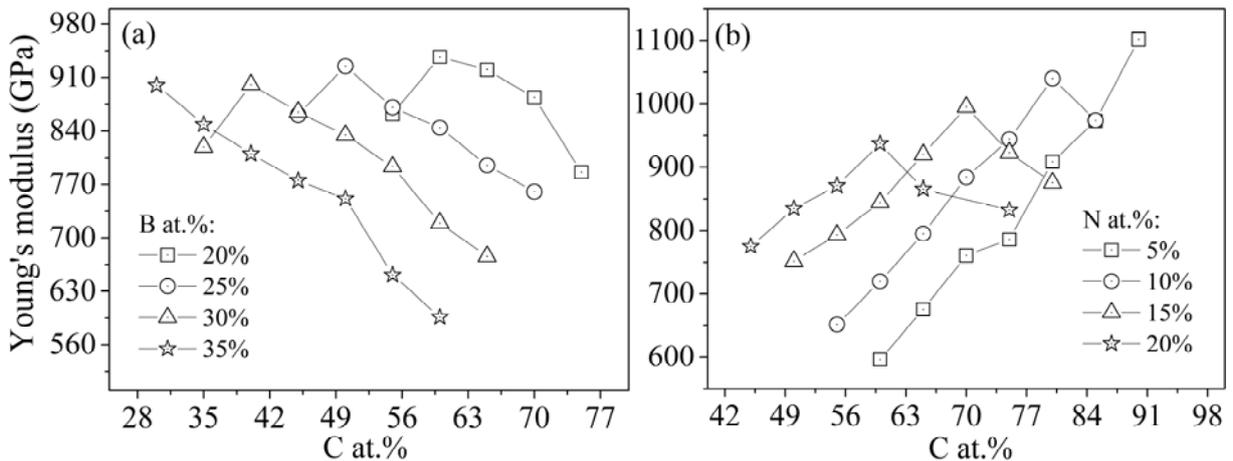 (a)
980
910
840
770
700
630
560
Young's modulus (GPa)
B at.%:
20%
25%
30%
35%
28 35 42 49 56 63 70 77
C at.%
(b)
1100
1000
900
800
700
600
N at.%:
5%
10%
15%
20%
42 49 56 63 70 77 84 91 98
C at.%